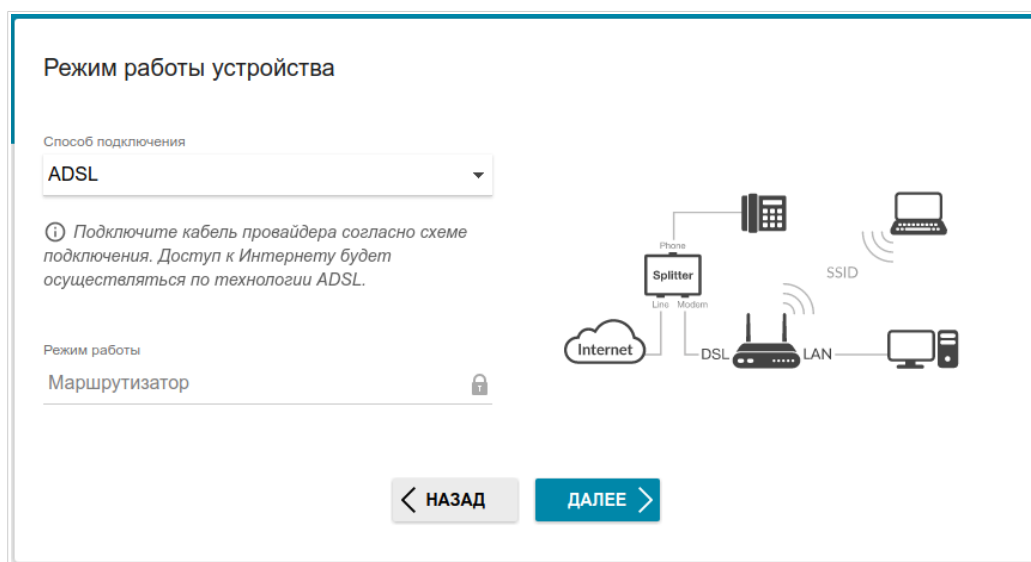 Режим работы устройства
Способ подключения
ADSL
Подключите кабель провайдера согласно схеме
подключения. Доступ к Интернету будет
осуществляться по технологии ADSL.
Режим работы
Маршрутизатор
Phone
Splitter
Line Modem
SSID
Internet
DSL
LAN
НАЗАД
ДАЛЕЕ